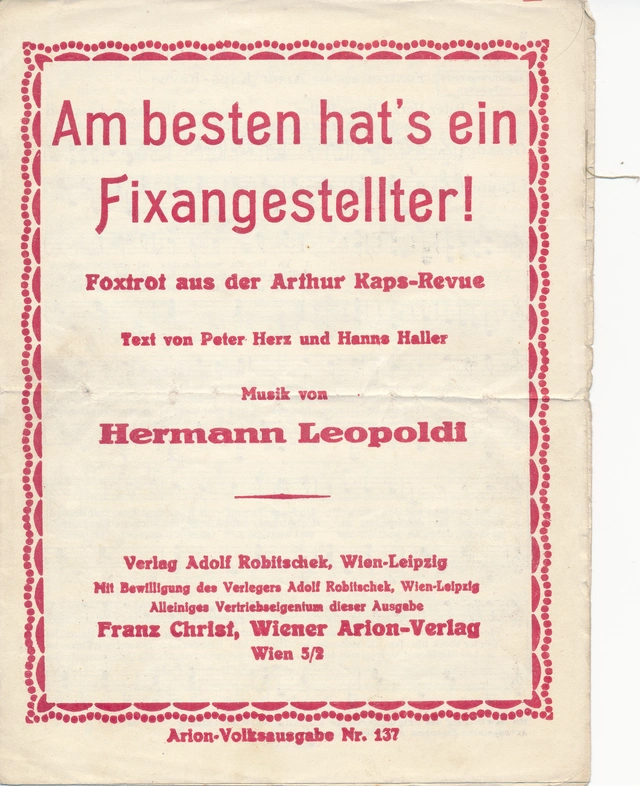 Am besten hat's ein
Fixangestellter!
Foxtrot aus der Arthur Kaps-Revue
Text von Peter Herz und Hanns Haller
Musik von
Hermann Leopoldi
Verlag Adolf Robitschek, Wien-Leipzig
Mit Bewilligung des Verlegers Adolf Robitschek, Wien-Leipzig
Alleiniges Vertriebseigentum dieser Ausgabe
Franz Christ, Wiener Arion-Verlag
Wien 5/2
Arion-Volksausgabe Nr. 137